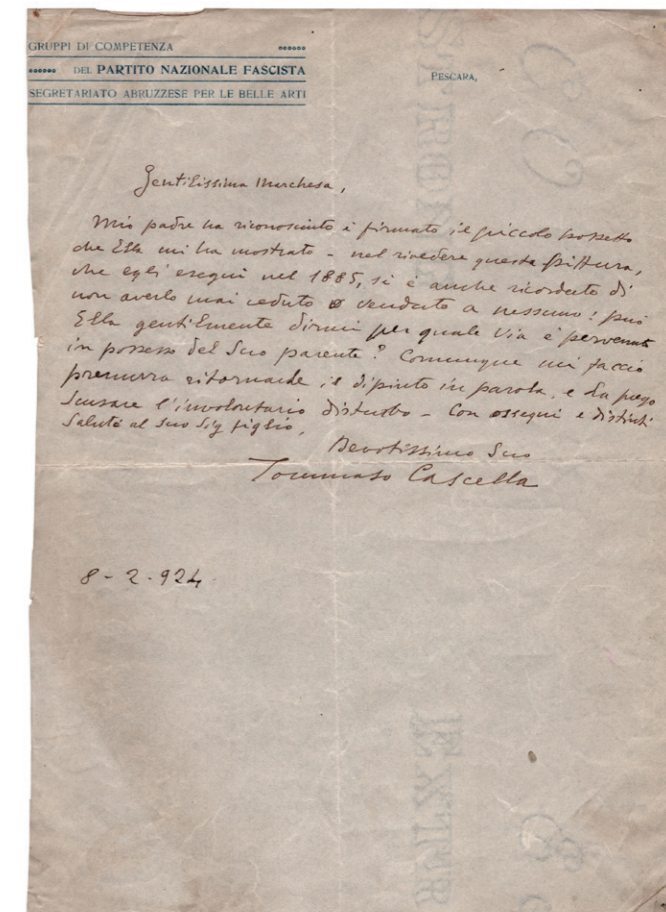 GRUPPI DI COMPETENZA
DEL PARTITO NAZIONALE FASCISTA
SEGRETARIATO ABRUZZESE PER LE BELLE ARTI
PESCARA,
Gentilissima Marchesa,
Mio padre ha riconosciuto i firmato il piccolo bozzetto
che Ella mi ha mostrato - nel rivedere questa pittura,
che egli eseguì nel 1885, si è anche ricordato di
non averlo mai ceduto o venduto a nessuno! può
Ella gentilmente dirmi per quale via è pervenuto
in possesso del Suo parente? Comunque mi faccio
premura ritornarle il dipinto in parola, e La prego
scusare l'involontario disturbo - Con ossequi e distinti
saluti al suo Sig figlio,
Devotissimo Suo
Tommaso Cascella
8-2-924